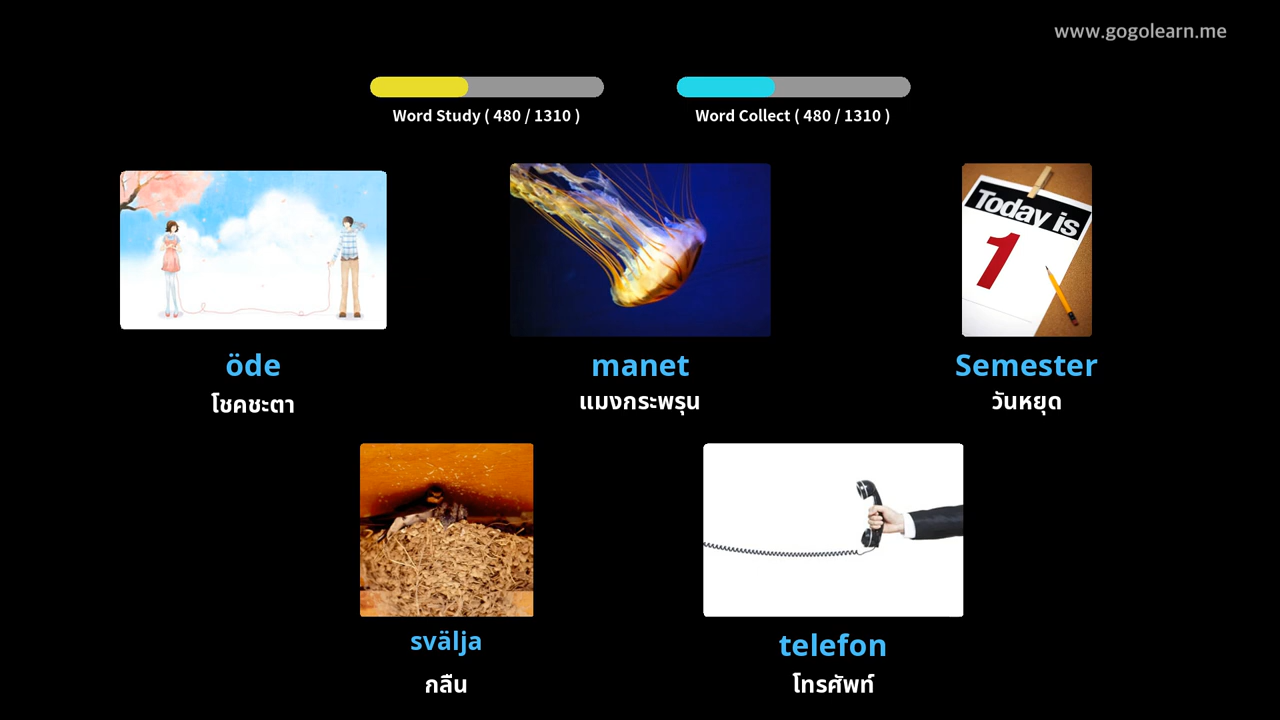 www.gogolearn.me
Word Study ( 480 / 1310 )
Word Collect ( 480 / 1310 )
Today is
1
öde
โชคชะตา
manet
แมงกระพรุน
Semester
วันหยุด
svälja
กลืน
telefon
โทรศัพท์